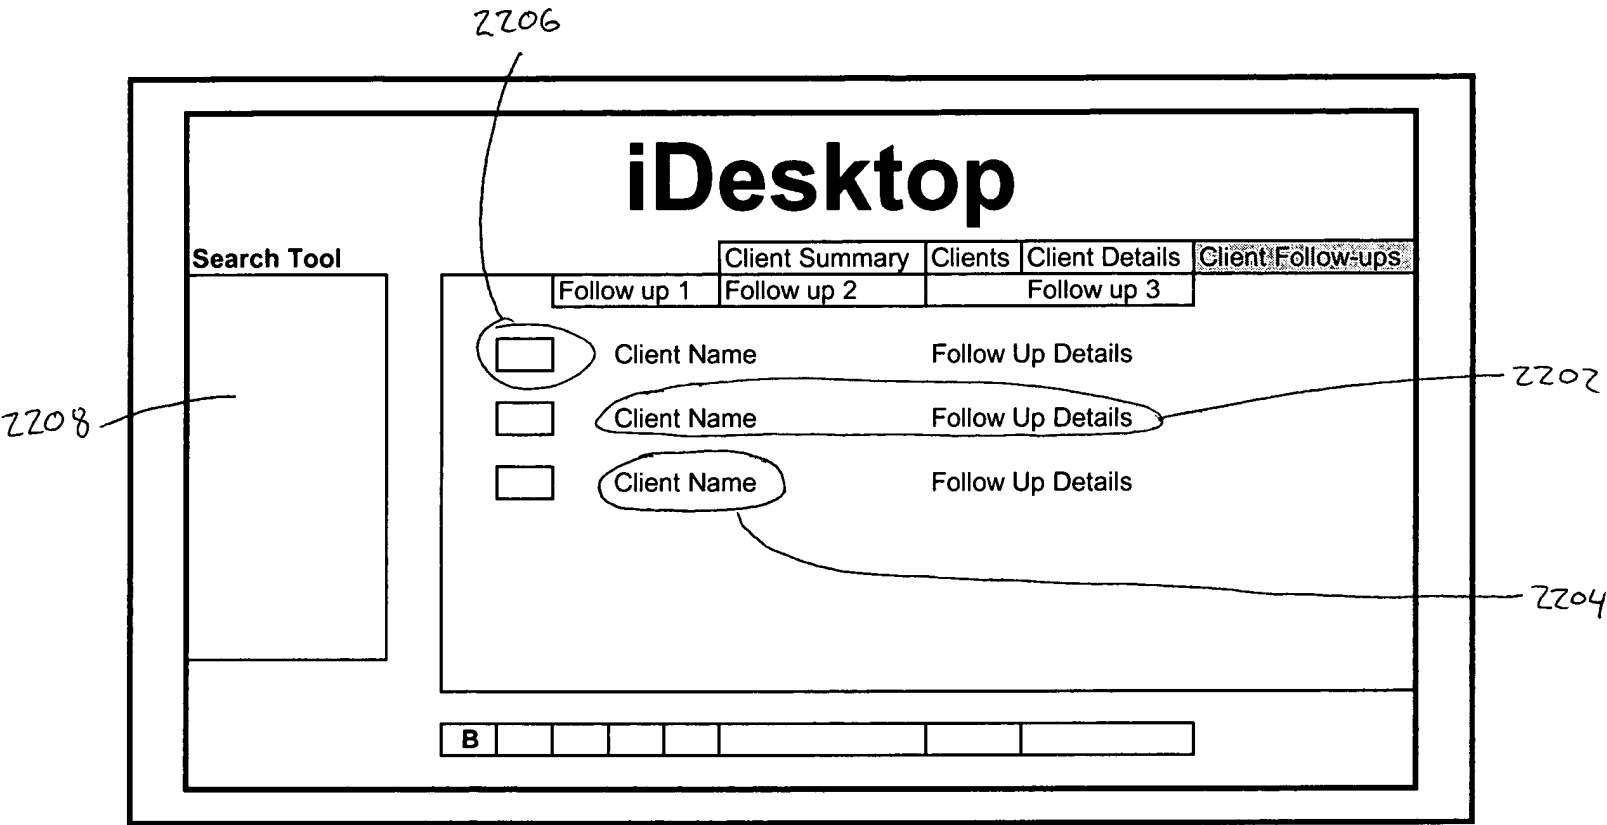 2206
iDesktop
Search Tool
Client Summary Clients Client Details Client Follow-ups
Follow up 1 Follow up 2 Follow up 3
Client Name Follow Up Details
2202
2208
Client Name Follow Up Details
Client Name Follow Up Details
2204
B